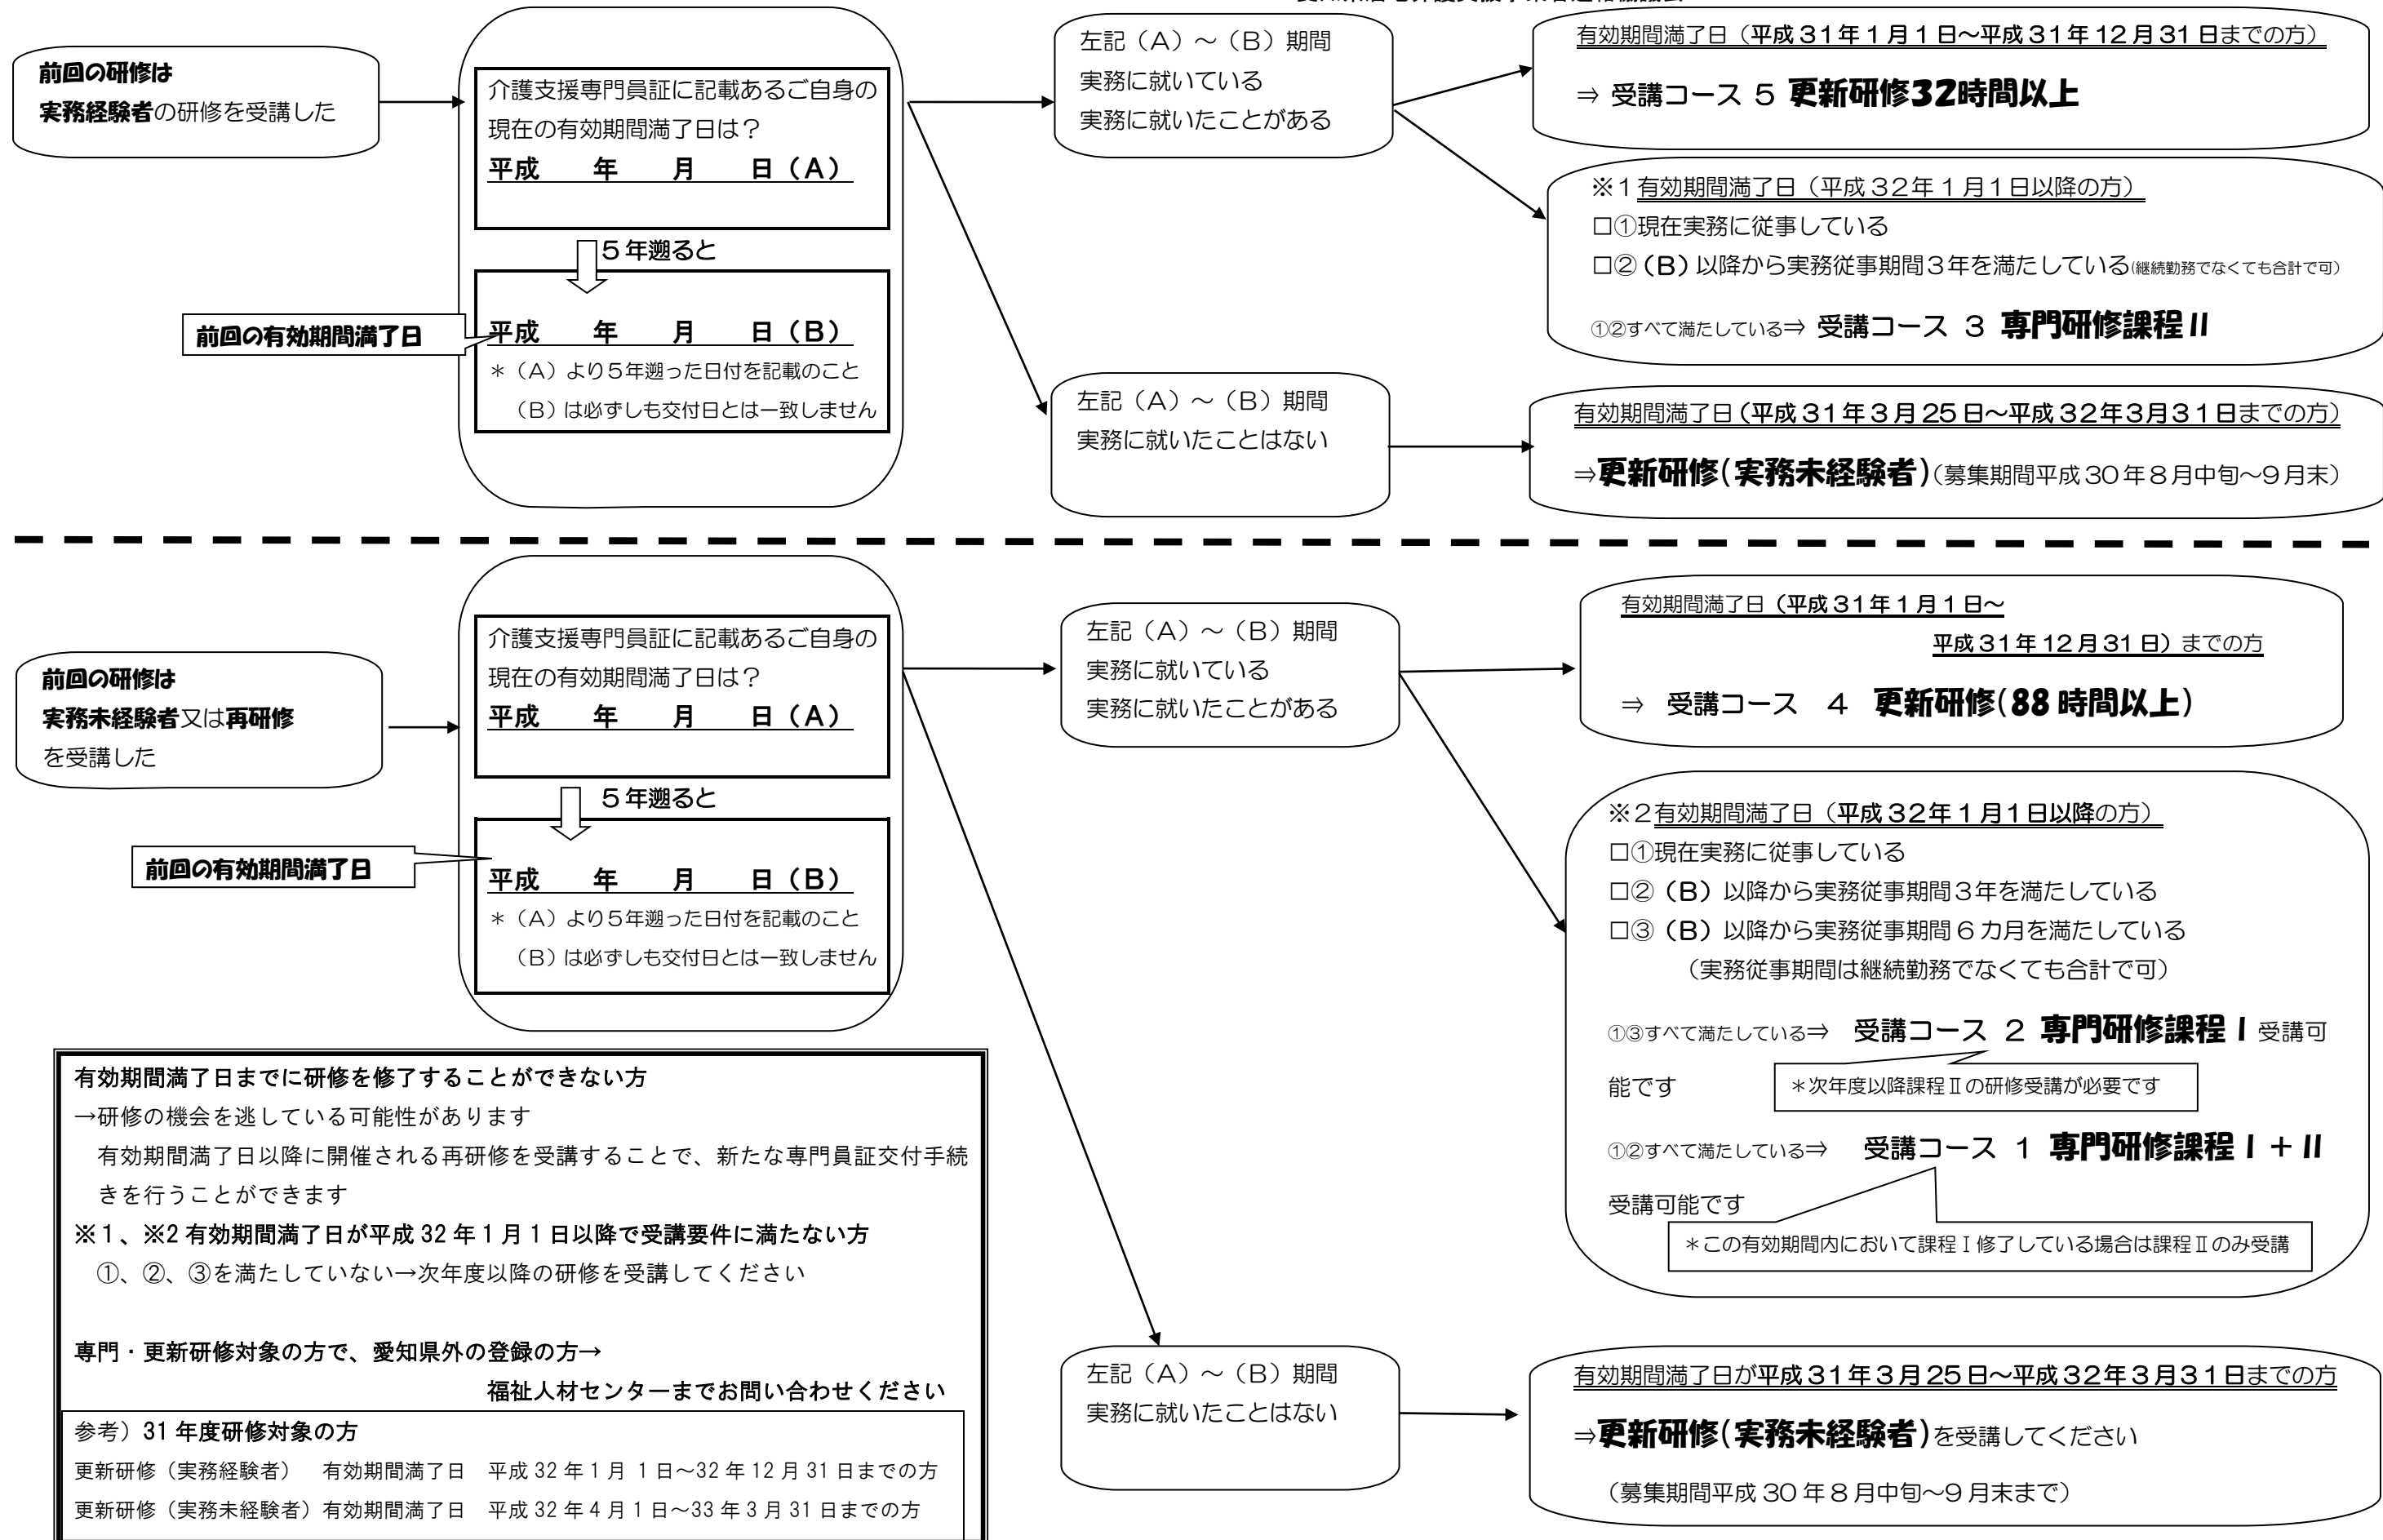 前回の研修は
実務経験者の研修を受講した
介護支援専門員証に記載あるご自身の
現在の有効期間満了日は？
平成　　年　　月　　日（A）
５年遡ると
前回の有効期間満了日
平成　　年　　月　　日（B）
＊（A）より５年遡った日付を記載のこと
（B）は必ずしも交付日とは一致しません
左記（A）～（B）期間
実務に就いている
実務に就いたことがある
有効期間満了日（平成３１年１月１日～平成３１年１２月３１日までの方）
⇒ 受講コース ５ 更新研修32時間以上
※１有効期間満了日（平成３２年１月１日以降の方）
□①現在実務に従事している
□②（B）以降から実務従事期間３年を満たしている(継続勤務でなくても合計で可)
①②すべて満たしている⇒ 受講コース ３ 専門研修課程Ⅱ
左記（A）～（B）期間
実務に就いたことはない
有効期間満了日（平成３１年３月２５日～平成３２年３月３１日までの方）
⇒更新研修(実務未経験者)（募集期間平成３０年８月中旬～９月末）
前回の研修は
実務未経験者又は再研修
を受講した
介護支援専門員証に記載あるご自身の
現在の有効期間満了日は？
平成　　年　　月　　日（A）
５年遡ると
前回の有効期間満了日
平成　　年　　月　　日（B）
＊（A）より５年遡った日付を記載のこと
（B）は必ずしも交付日とは一致しません
左記（A）～（B）期間
実務に就いている
実務に就いたことがある
有効期間満了日（平成３１年１月１日～
平成３１年１２月３１日）までの方
⇒ 受講コース ４ 更新研修(88時間以上)
※２有効期間満了日（平成３２年１月１日以降の方）
□①現在実務に従事している
□②（B）以降から実務従事期間３年を満たしている
□③（B）以降から実務従事期間６カ月を満たしている
（実務従事期間は継続勤務でなくても合計で可）
①③すべて満たしている⇒ 受講コース ２ 専門研修課程Ⅰ受講可
能です
＊次年度以降課程Ⅱの研修受講が必要です
①②すべて満たしている⇒ 受講コース １ 専門研修課程Ⅰ＋Ⅱ
受講可能です
＊この有効期間内において課程Ⅰ修了している場合は課程Ⅱのみ受講
左記（A）～（B）期間
実務に就いたことはない
有効期間満了日が平成３１年３月２５日～平成３２年３月３１日までの方
⇒更新研修(実務未経験者)を受講してください
（募集期間平成３０年８月中旬～９月末まで）
有効期間満了日までに研修を修了することができない方
→研修の機会を逃している可能性があります
有効期間満了日以降に開催される再研修を受講することで、新たな専門員証交付手続
きを行うことができます
※１、※2 有効期間満了日が平成 32 年 1 月 1 日以降で受講要件に満たない方
①、②、③を満たしていない→次年度以降の研修を受講してください
専門・更新研修対象の方で、愛知県外の登録の方→
福祉人材センターまでお問い合わせください
参考）31 年度研修対象の方
更新研修（実務経験者）　有効期間満了日　平成 32 年 1 月 1 日～32 年 12 月 31 日までの方
更新研修（実務未経験者）有効期間満了日　平成 32 年 4 月 1 日～33 年 3 月 31 日までの方